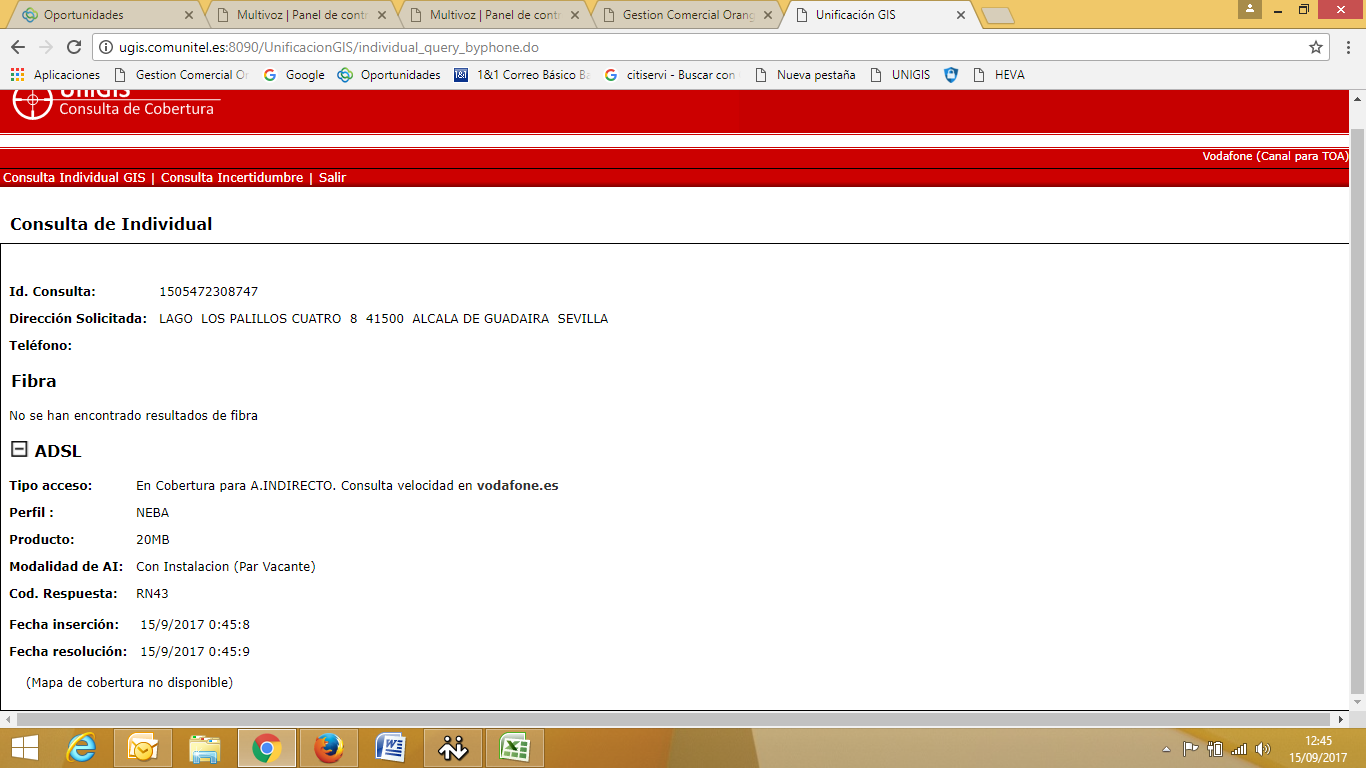 Oportunidades
Multivoz | Panel de contr
Multivoz | Panel de contr
Gestion Comercial Orang
Unificación GIS
ugis.comunitel.es:8090/UnificacionGIS/individual_query_byphone.do
Aplicaciones
Gestion Comercial Or
Google
Oportunidades
1&1
1&1 Correo Básico Ba
citiservi - Buscar con
Nueva pestaña
UNIGIS
HEVA
UniGIS
Consulta de Cobertura
Vodafone (Canal para TOA)
Consulta Individual GIS | Consulta Incertidumbre | Salir
Consulta de Individual
Id. Consulta: 1505472308747
Dirección Solicitada: LAGO LOS PALILLOS CUATRO 8 41500 ALCALA DE GUADAIRA SEVILLA
Teléfono:
Fibra
No se han encontrado resultados de fibra
ADSL
Tipo acceso: En Cobertura para A.INDIRECTO. Consulta velocidad en vodafone.es
Perfil : NEBA
Producto: 20MB
Modalidad de AI: Con Instalacion (Par Vacante)
Cod. Respuesta: RN43
Fecha inserción: 15/9/2017 0:45:8
Fecha resolución: 15/9/2017 0:45:9
(Mapa de cobertura no disponible)
12:45
15/09/2017